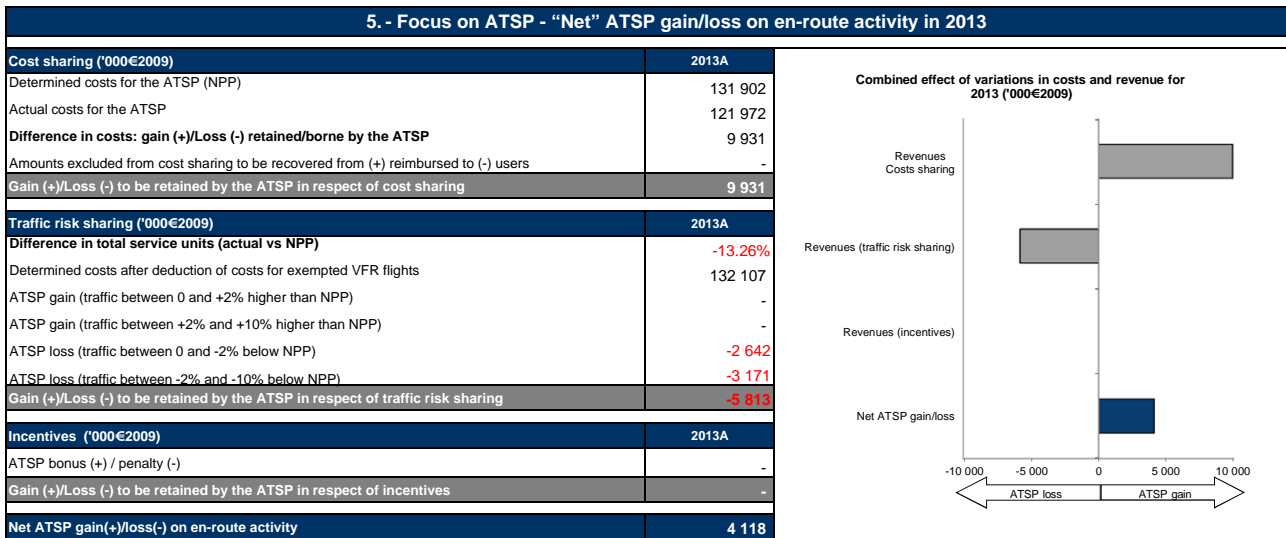 5. - Focus on ATSP - “Net” ATSP gain/loss on en-route activity in 2013
Cost sharing ('000€2009) 2013A
Determined costs for the ATSP (NPP) 131 902
Actual costs for the ATSP 121 972
Difference in costs: gain (+)/Loss (-) retained/borne by the ATSP 9 931
Amounts excluded from cost sharing to be recovered from (+) reimbursed to (-) users -
Gain (+)/Loss (-) to be retained by the ATSP in respect of cost sharing 9 931
Traffic risk sharing ('000€2009) 2013A
Difference in total service units (actual vs NPP) -13.26%
Determined costs after deduction of costs for exempted VFR flights 132 107
ATSP gain (traffic between 0 and +2% higher than NPP) -
ATSP gain (traffic between +2% and +10% higher than NPP) -
ATSP loss (traffic between 0 and -2% below NPP) -2 642
ATSP loss (traffic between -2% and -10% below NPP) -3 171
Gain (+)/Loss (-) to be retained by the ATSP in respect of traffic risk sharing -5 813
Incentives ('000€2009) 2013A
ATSP bonus (+) / penalty (-) -
Gain (+)/Loss (-) to be retained by the ATSP in respect of incentives -
Net ATSP gain(+)/loss(-) on en-route activity 4 118
Combined effect of variations in costs and revenue for
2013 ('000€2009)
Revenues
Costs sharing
Revenues (traffic risk sharing)
Revenues (incentives)
Net ATSP gain/loss
-10 000 -5 000 0 5 000 10 000
ATSP loss ATSP gain